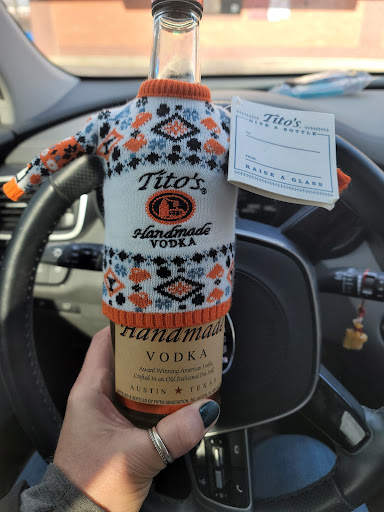 Tito's
GIVE A BOTTLE
FROM
RAISE A GLASS
Tito's®
Handmade
VODKA
Handmade
VODKA
Award Winning American Vodka
Crafted in an Old Fashioned Pot Still
AUSTIN ★ TEXAS